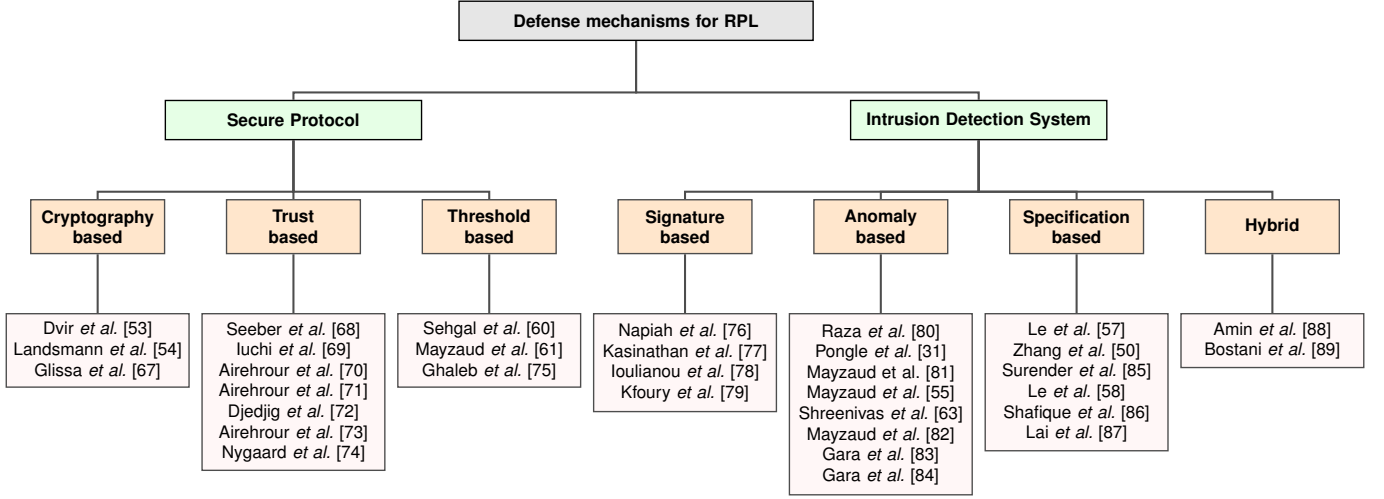 Defense mechanisms for RPL
Secure Protocol
Intrusion Detection System
Cryptography
based
Trust
based
Threshold
based
Signature
based
Anomaly
based
Specification
based
Hybrid
Dvir et al. [53]
Landsmann et al. [54]
Glissa et al. [67]
Seeber et al. [68]
Iuchi et al. [69]
Airehrour et al. [70]
Airehrour et al. [71]
Djedjig et al. [72]
Airehrour et al. [73]
Nygaard et al. [74]
Sehgal et al. [60]
Mayzaud et al. [61]
Ghaleb et al. [75]
Napiah et al. [76]
Kasinathan et al. [77]
Ioulianou et al. [78]
Kfoury et al. [79]
Raza et al. [80]
Pongle et al. [31]
Mayzaud et al. [81]
Mayzaud et al. [55]
Shreenivas et al. [63]
Mayzaud et al. [82]
Gara et al. [83]
Gara et al. [84]
Le et al. [57]
Zhang et al. [50]
Surender et al. [85]
Le et al. [58]
Shafique et al. [86]
Lai et al. [87]
Amin et al. [88]
Bostani et al. [89]